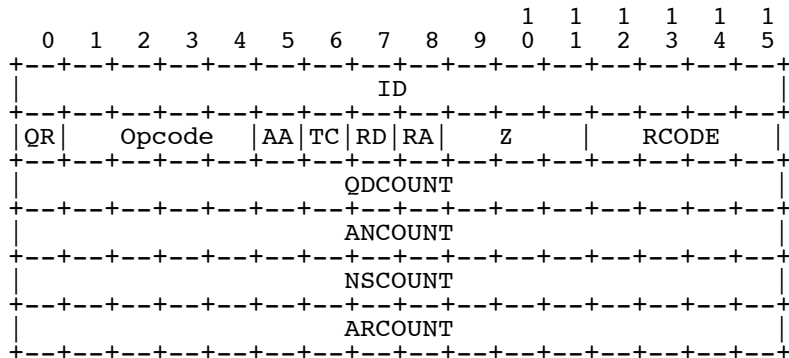 1  1  1  1  1  1
  0  1  2  3  4  5  6  7  8  9  0  1  2  3  4  5
+--+--+--+--+--+--+--+--+--+--+--+--+--+--+--+--+
|                      ID                       |
+--+--+--+--+--+--+--+--+--+--+--+--+--+--+--+--+
|QR|   Opcode  |AA|TC|RD|RA|   Z    |   RCODE   |
+--+--+--+--+--+--+--+--+--+--+--+--+--+--+--+--+
|                    QDCOUNT                    |
+--+--+--+--+--+--+--+--+--+--+--+--+--+--+--+--+
|                    ANCOUNT                    |
+--+--+--+--+--+--+--+--+--+--+--+--+--+--+--+--+
|                    NSCOUNT                    |
+--+--+--+--+--+--+--+--+--+--+--+--+--+--+--+--+
|                    ARCOUNT                    |
+--+--+--+--+--+--+--+--+--+--+--+--+--+--+--+--+